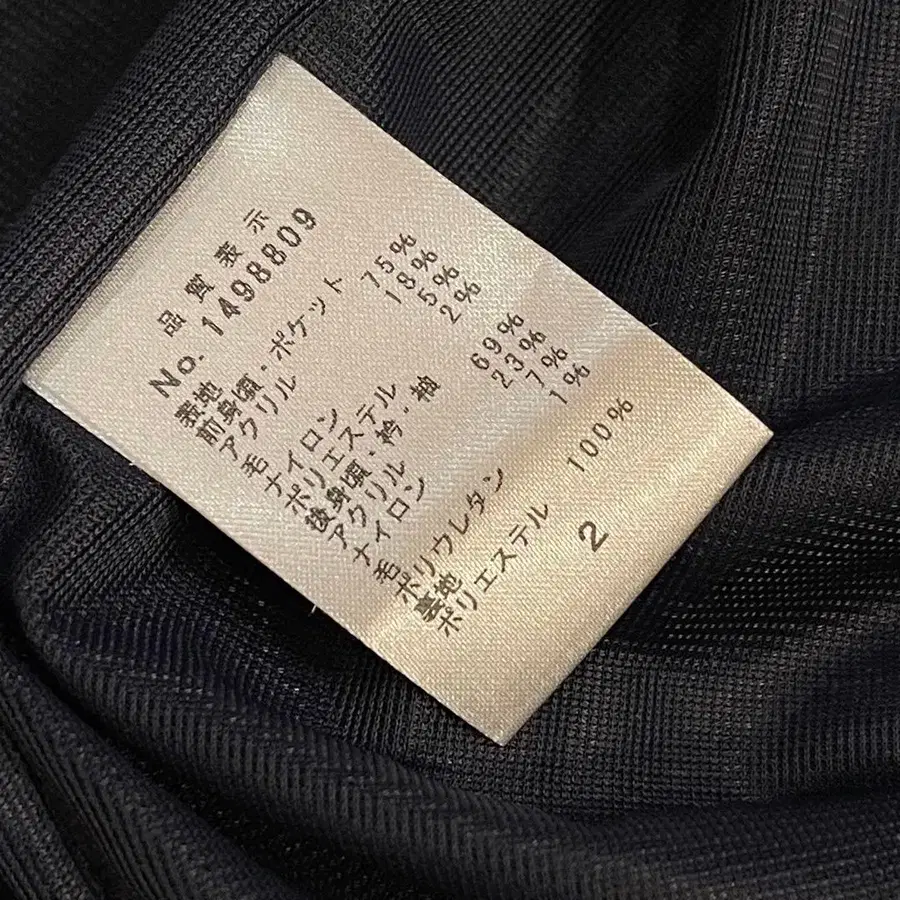 品質表示
No. 1498809
表地
前身頃・ポケット
アクリル 75%
毛 18%
ナイロン 5%
ポリエステル 2%
後身頃・衿・袖
アクリル 69%
ナイロン 23%
毛 7%
ポリウレタン 1%
裏地
ポリエステル 100%
2